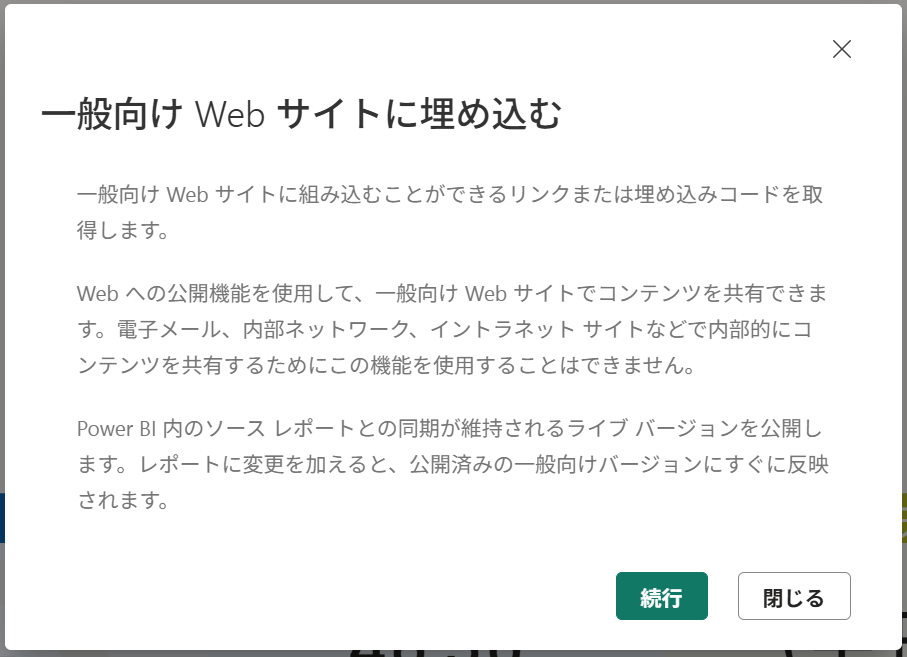 一般向け Web サイトに埋め込む
一般向け Web サイトに組み込むことができるリンクまたは埋め込みコードを取
得します。
Web への公開機能を使用して、一般向け Web サイトでコンテンツを共有できま
す。電子メール、内部ネットワーク、イントラネット サイトなどで内部的にコ
ンテンツを共有するためにこの機能を使用することはできません。
Power BI 内のソース レポートとの同期が維持されるライブ バージョンを公開し
ます。レポートに変更を加えると、公開済みの一般向けバージョンにすぐに反映
されます。
続行 閉じる